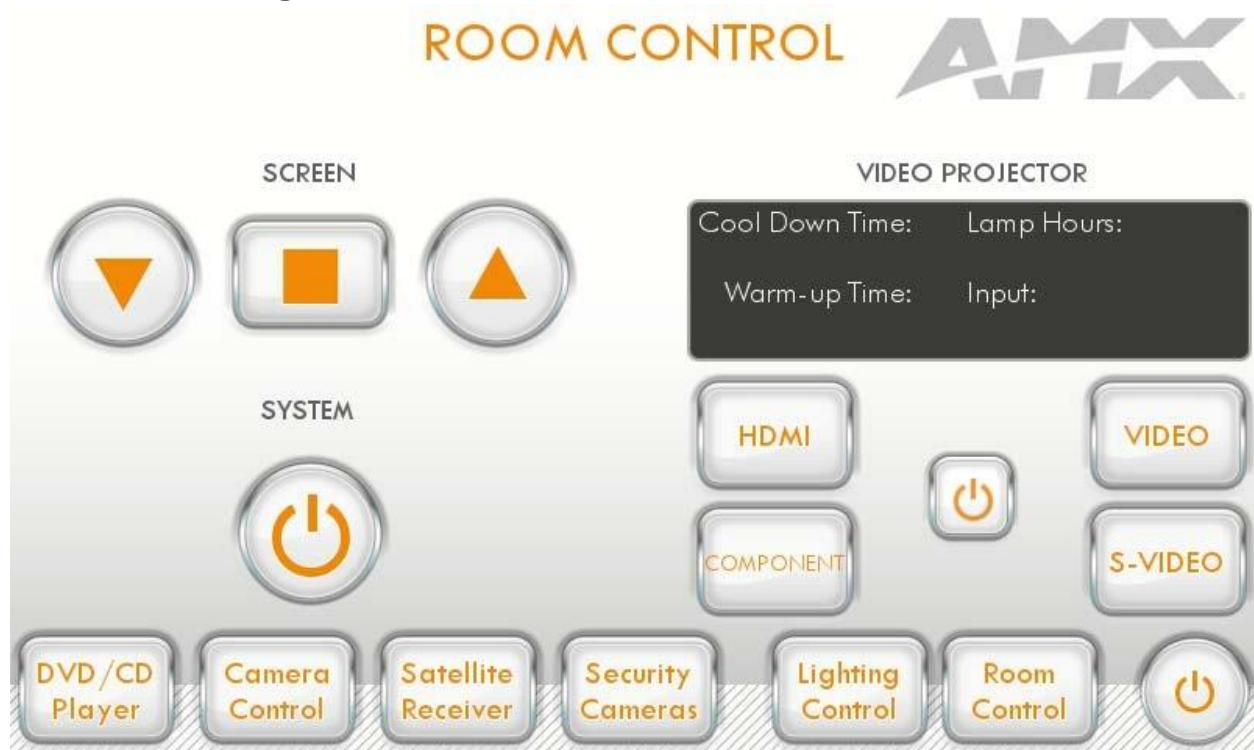 ROOM CONTROL
AMX
SCREEN
VIDEO PROJECTOR
Cool Down Time: Lamp Hours:
Warm-up Time: Input:
SYSTEM
HDMI
VIDEO
COMPONENT
S-VIDEO
DVD/CD
Player
Camera
Control
Satellite
Receiver
Security
Cameras
Lighting
Control
Room
Control